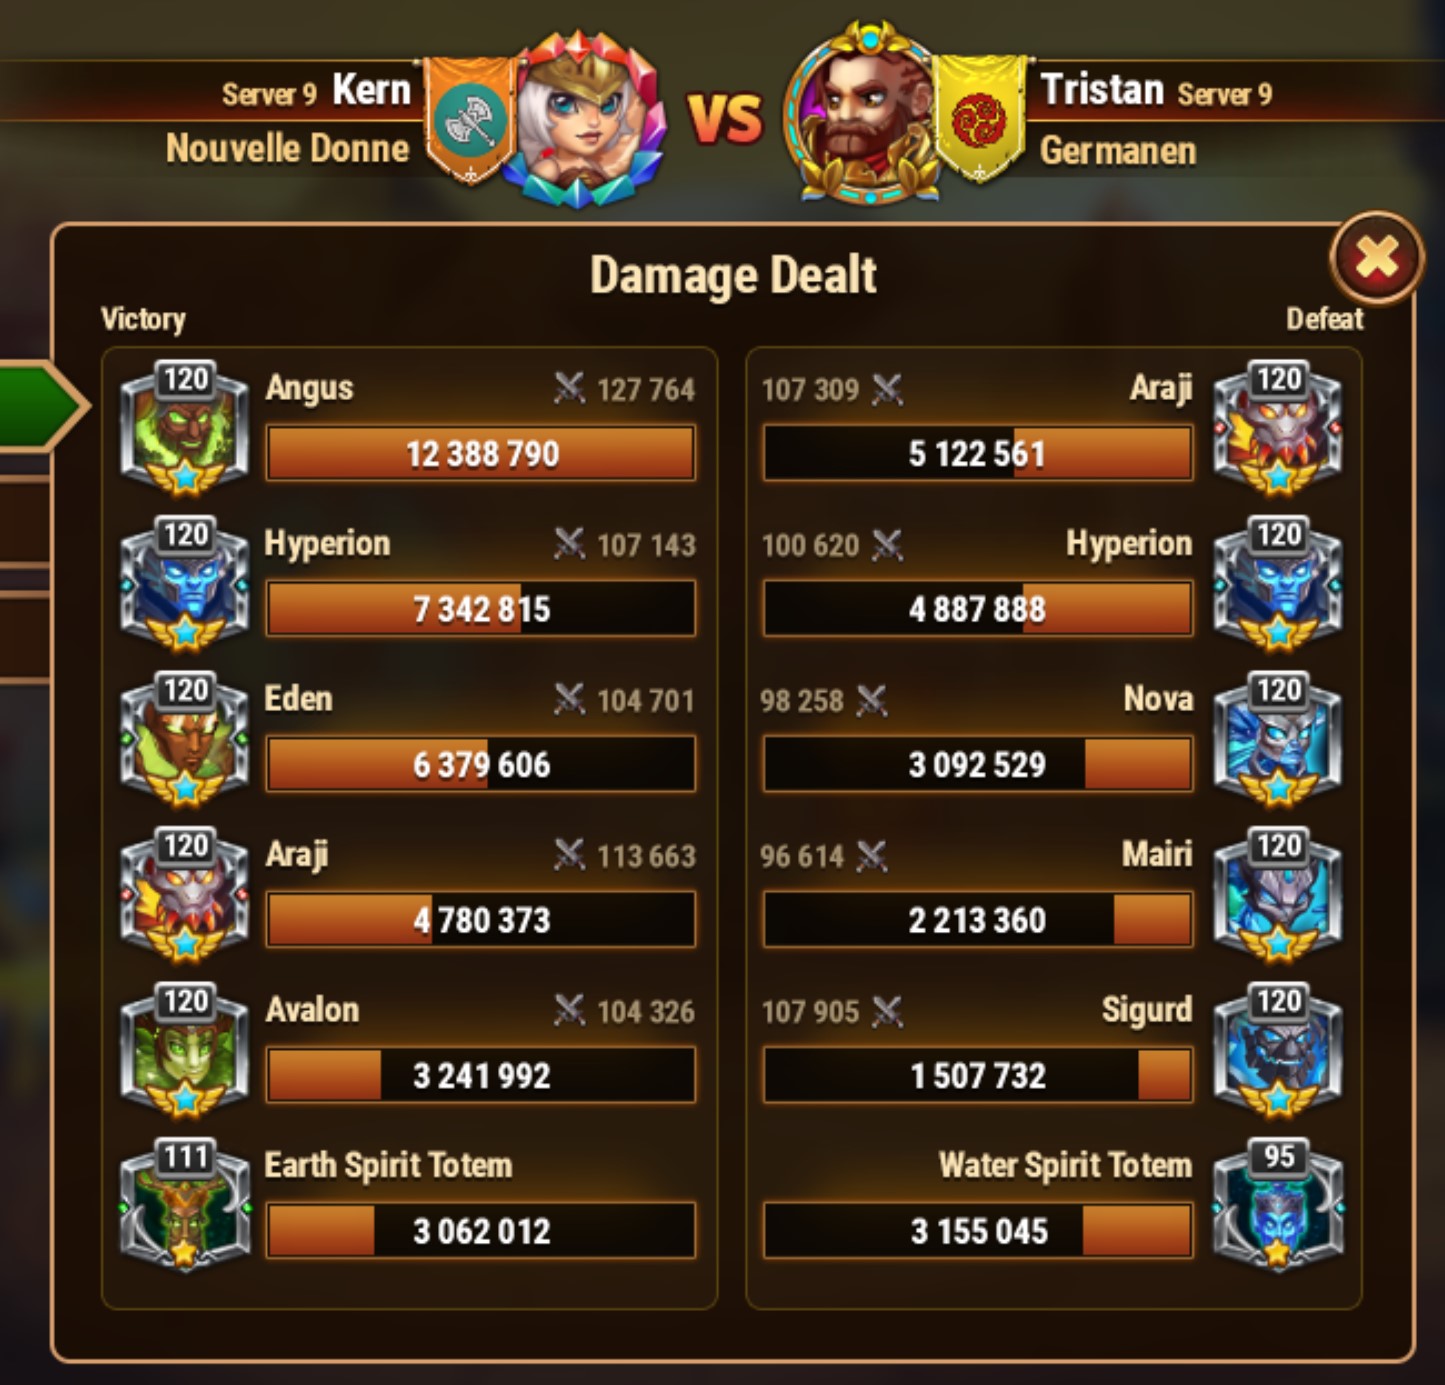 Server 9 Kern
Nouvelle Donne
VS
Tristan Server 9
Germanen
Damage Dealt
Victory
Defeat
120
Angus
127 764
12 388 790
120
Hyperion
107 143
7 342 815
120
Eden
104 701
6 379 606
120
Araji
113 663
4 780 373
120
Avalon
104 326
3 241 992
111
Earth Spirit Totem
3 062 012
107 309
Araji
120
5 122 561
100 620
Hyperion
120
4 887 888
98 258
Nova
120
3 092 529
96 614
Mairi
120
2 213 360
107 905
Sigurd
120
1 507 732
Water Spirit Totem
95
3 155 045